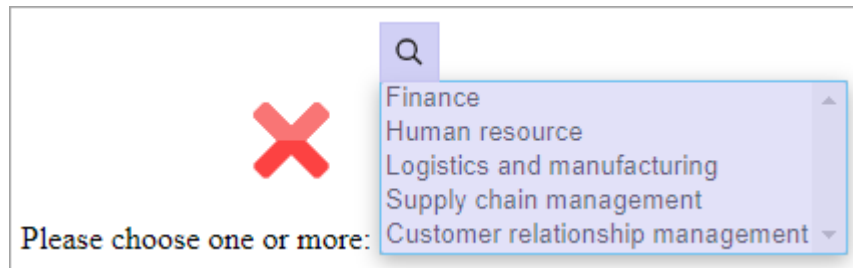 Finance
Human resource
Logistics and manufacturing
Supply chain management
Please choose one or more: Customer relationship management